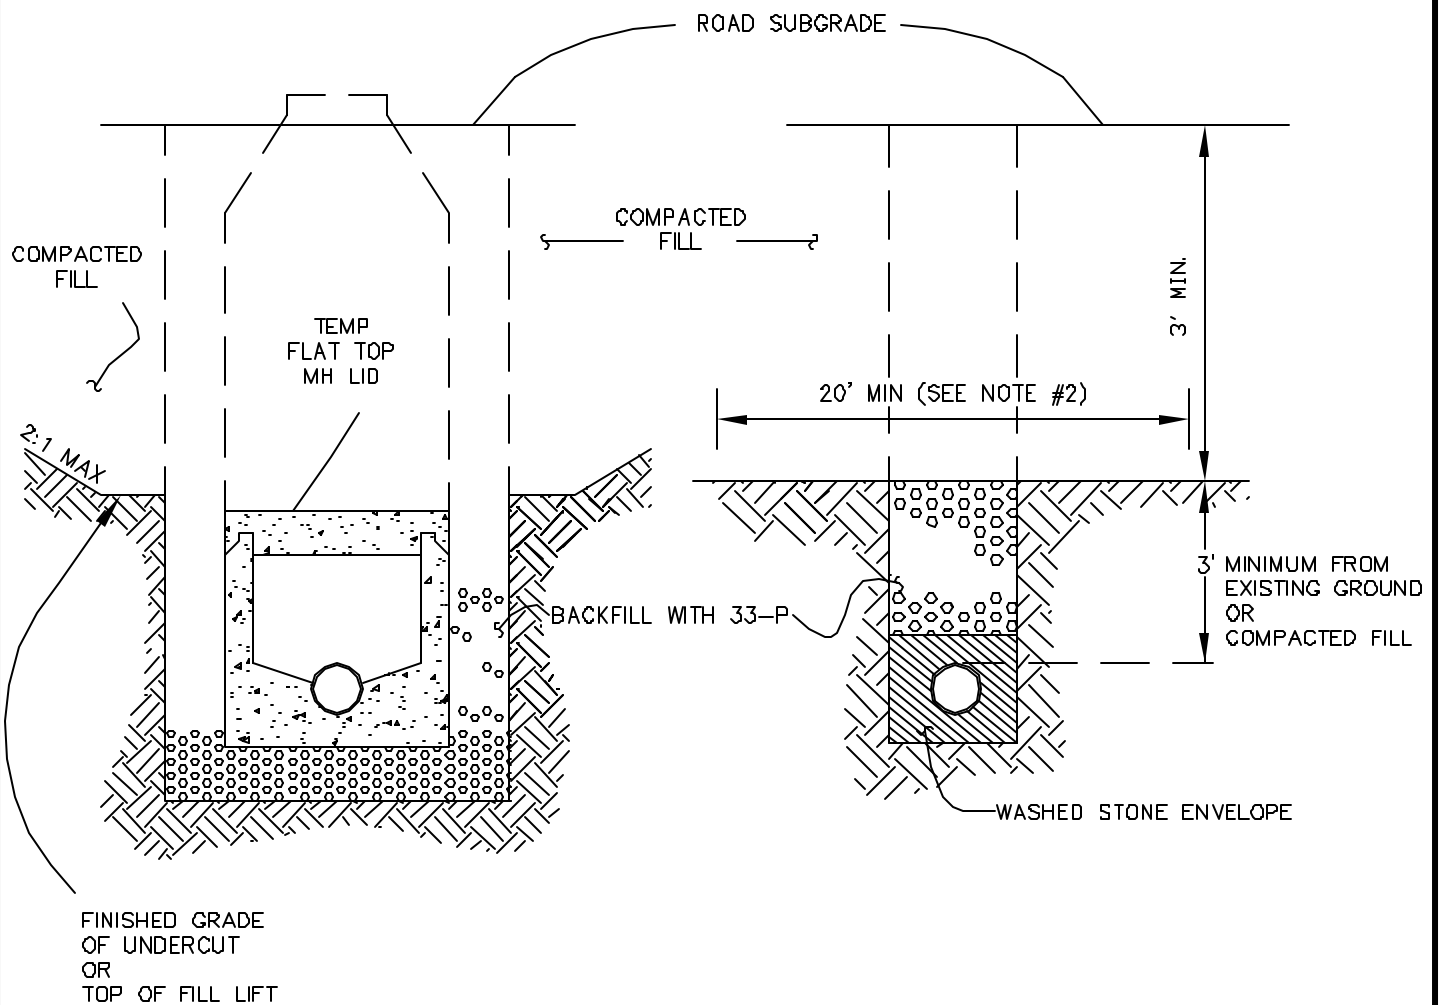 ROAD SUBGRADE
COMPACTED
FILL
COMPACTED
FILL
3' MIN.
TEMP
FLAT TOP
MH LID
20' MIN (SEE NOTE #2)
2:1 MAX
BACKFILL WITH 33-P
3' MINIMUM FROM
EXISTING GROUND
OR
COMPACTED FILL
WASHED STONE ENVELOPE
FINISHED GRADE
OF UNDERCUT
OR
TOP OF FILL LIFT